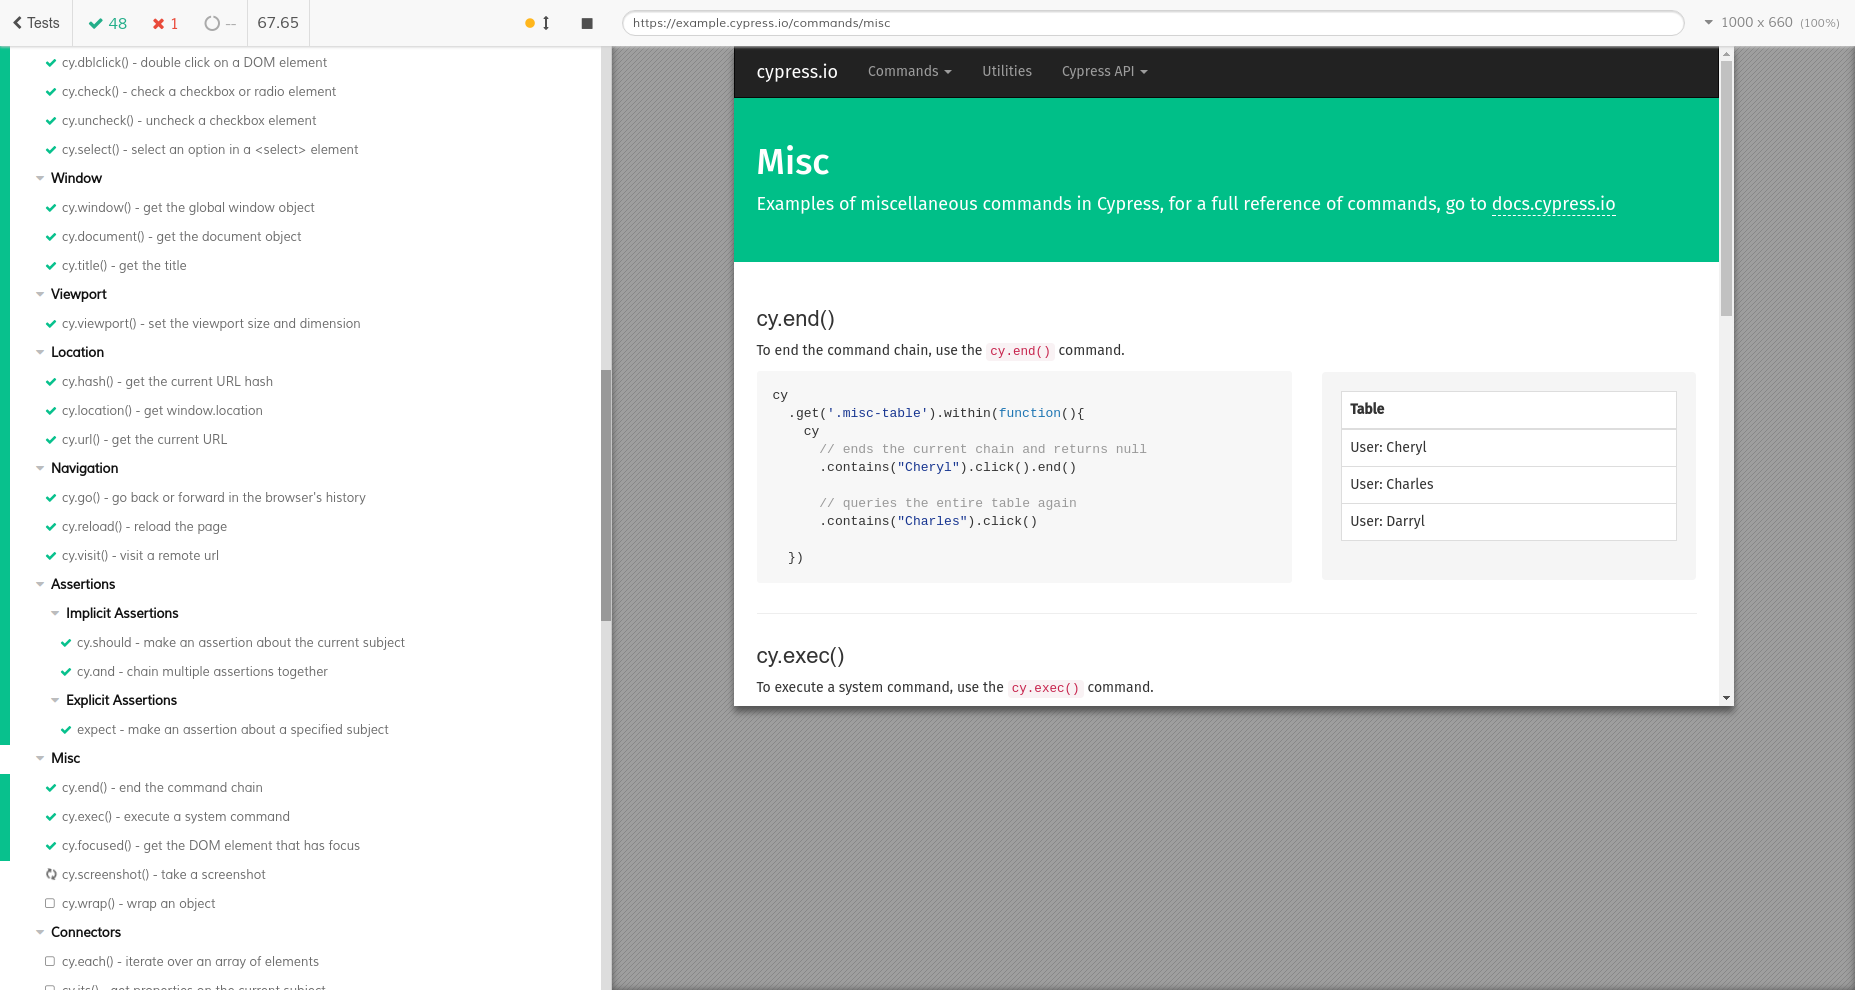 Tests 48 1 -- 67.65 https://example.cypress.io/commands/misc 1000 x 660 (100%)
cy.dblclick() - double click on a DOM element
cy.check() - check a checkbox or radio element
cy.uncheck() - uncheck a checkbox element
cy.select() - select an option in a <select> element
Window
cy.window() - get the global window object
cy.document() - get the document object
cy.title() - get the title
Viewport
cy.viewport() - set the viewport size and dimension
Location
cy.hash() - get the current URL hash
cy.location() - get window.location
cy.url() - get the current URL
Navigation
cy.go() - go back or forward in the browser's history
cy.reload() - reload the page
cy.visit() - visit a remote url
Assertions
Implicit Assertions
cy.should - make an assertion about the current subject
cy.and - chain multiple assertions together
Explicit Assertions
expect - make an assertion about a specified subject
Misc
cy.end() - end the command chain
cy.exec() - execute a system command
cy.focused() - get the DOM element that has focus
cy.screenshot() - take a screenshot
cy.wrap() - wrap an object
Connectors
cy.each() - iterate over an array of elements
cy.its() - get properties on the current subject
cypress.io Commands Utilities Cypress API
Misc
Examples of miscellaneous commands in Cypress, for a full reference of commands, go to docs.cypress.io
cy.end()
To end the command chain, use the cy.end() command.
cy
.get('.misc-table').within(function(){
cy
// ends the current chain and returns null
.contains("Cheryl").click().end()
// queries the entire table again
.contains("Charles").click()
})
Table
User: Cheryl
User: Charles
User: Darryl
cy.exec()
To execute a system command, use the cy.exec() command.